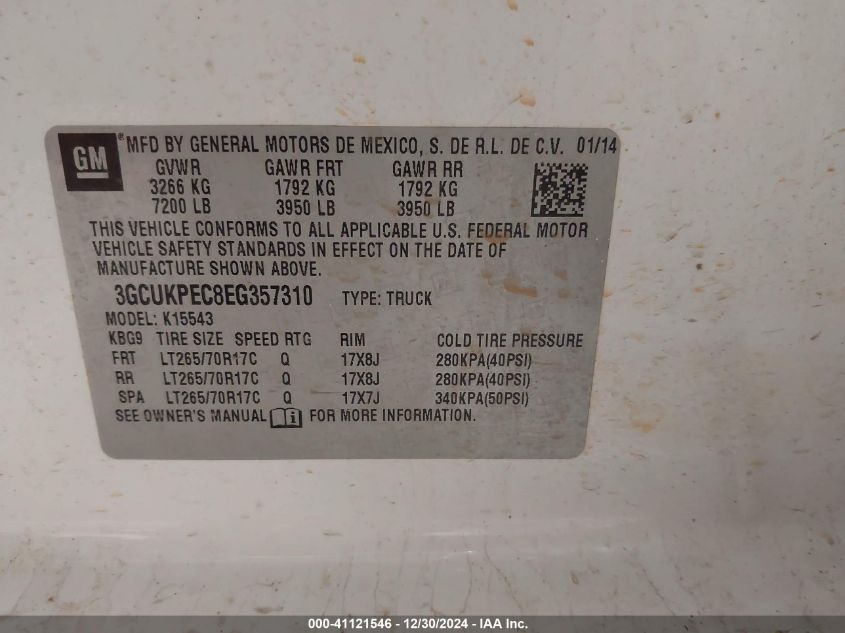 GM ® MFD BY GENERAL MOTORS DE MEXICO, S. DE R.L. DE C.V. 01/14
GVWR GAWR FRT GAWR RR
3266 KG 1792 KG 1792 KG
7200 LB 3950 LB 3950 LB
THIS VEHICLE CONFORMS TO ALL APPLICABLE U.S. FEDERAL MOTOR
VEHICLE SAFETY STANDARDS IN EFFECT ON THE DATE OF
MANUFACTURE SHOWN ABOVE.
3GCUKPEC8EG357310 TYPE: TRUCK
MODEL: K15543
KBG9 TIRE SIZE SPEED RTG RIM COLD TIRE PRESSURE
FRT LT265/70R17C Q 17X8J 280KPA(40PSI)
RR LT265/70R17C Q 17X8J 280KPA(40PSI)
SPA LT265/70R17C Q 17X7J 340KPA(50PSI)
SEE OWNER'S MANUAL FOR MORE INFORMATION.
000-41121546 - 12/30/2024 - IAA Inc.